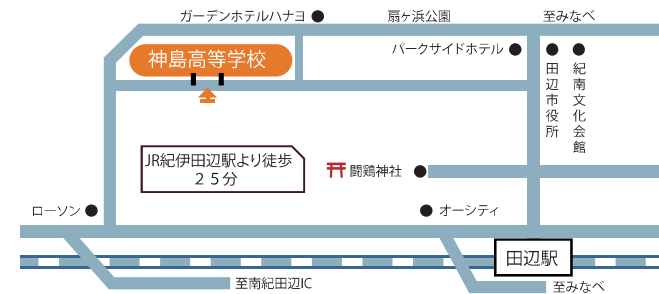 ガーデンホテルハナヨ
扇ヶ浜公園
至みなべ
神島高等学校
パークサイドホテル
田辺市役所
紀南文化会館
JR紀伊田辺駅より徒歩
２５分
闘鶏神社
ローソン
オーシティ
田辺駅
至南紀田辺IC
至みなべ